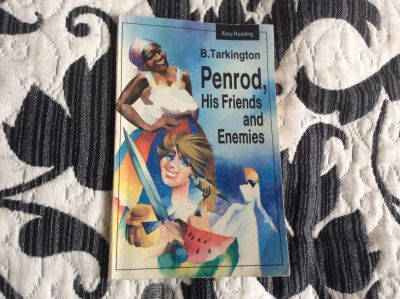 Easy Reading
B.Tarkington
Penrod,
His Friends
and
Enemies